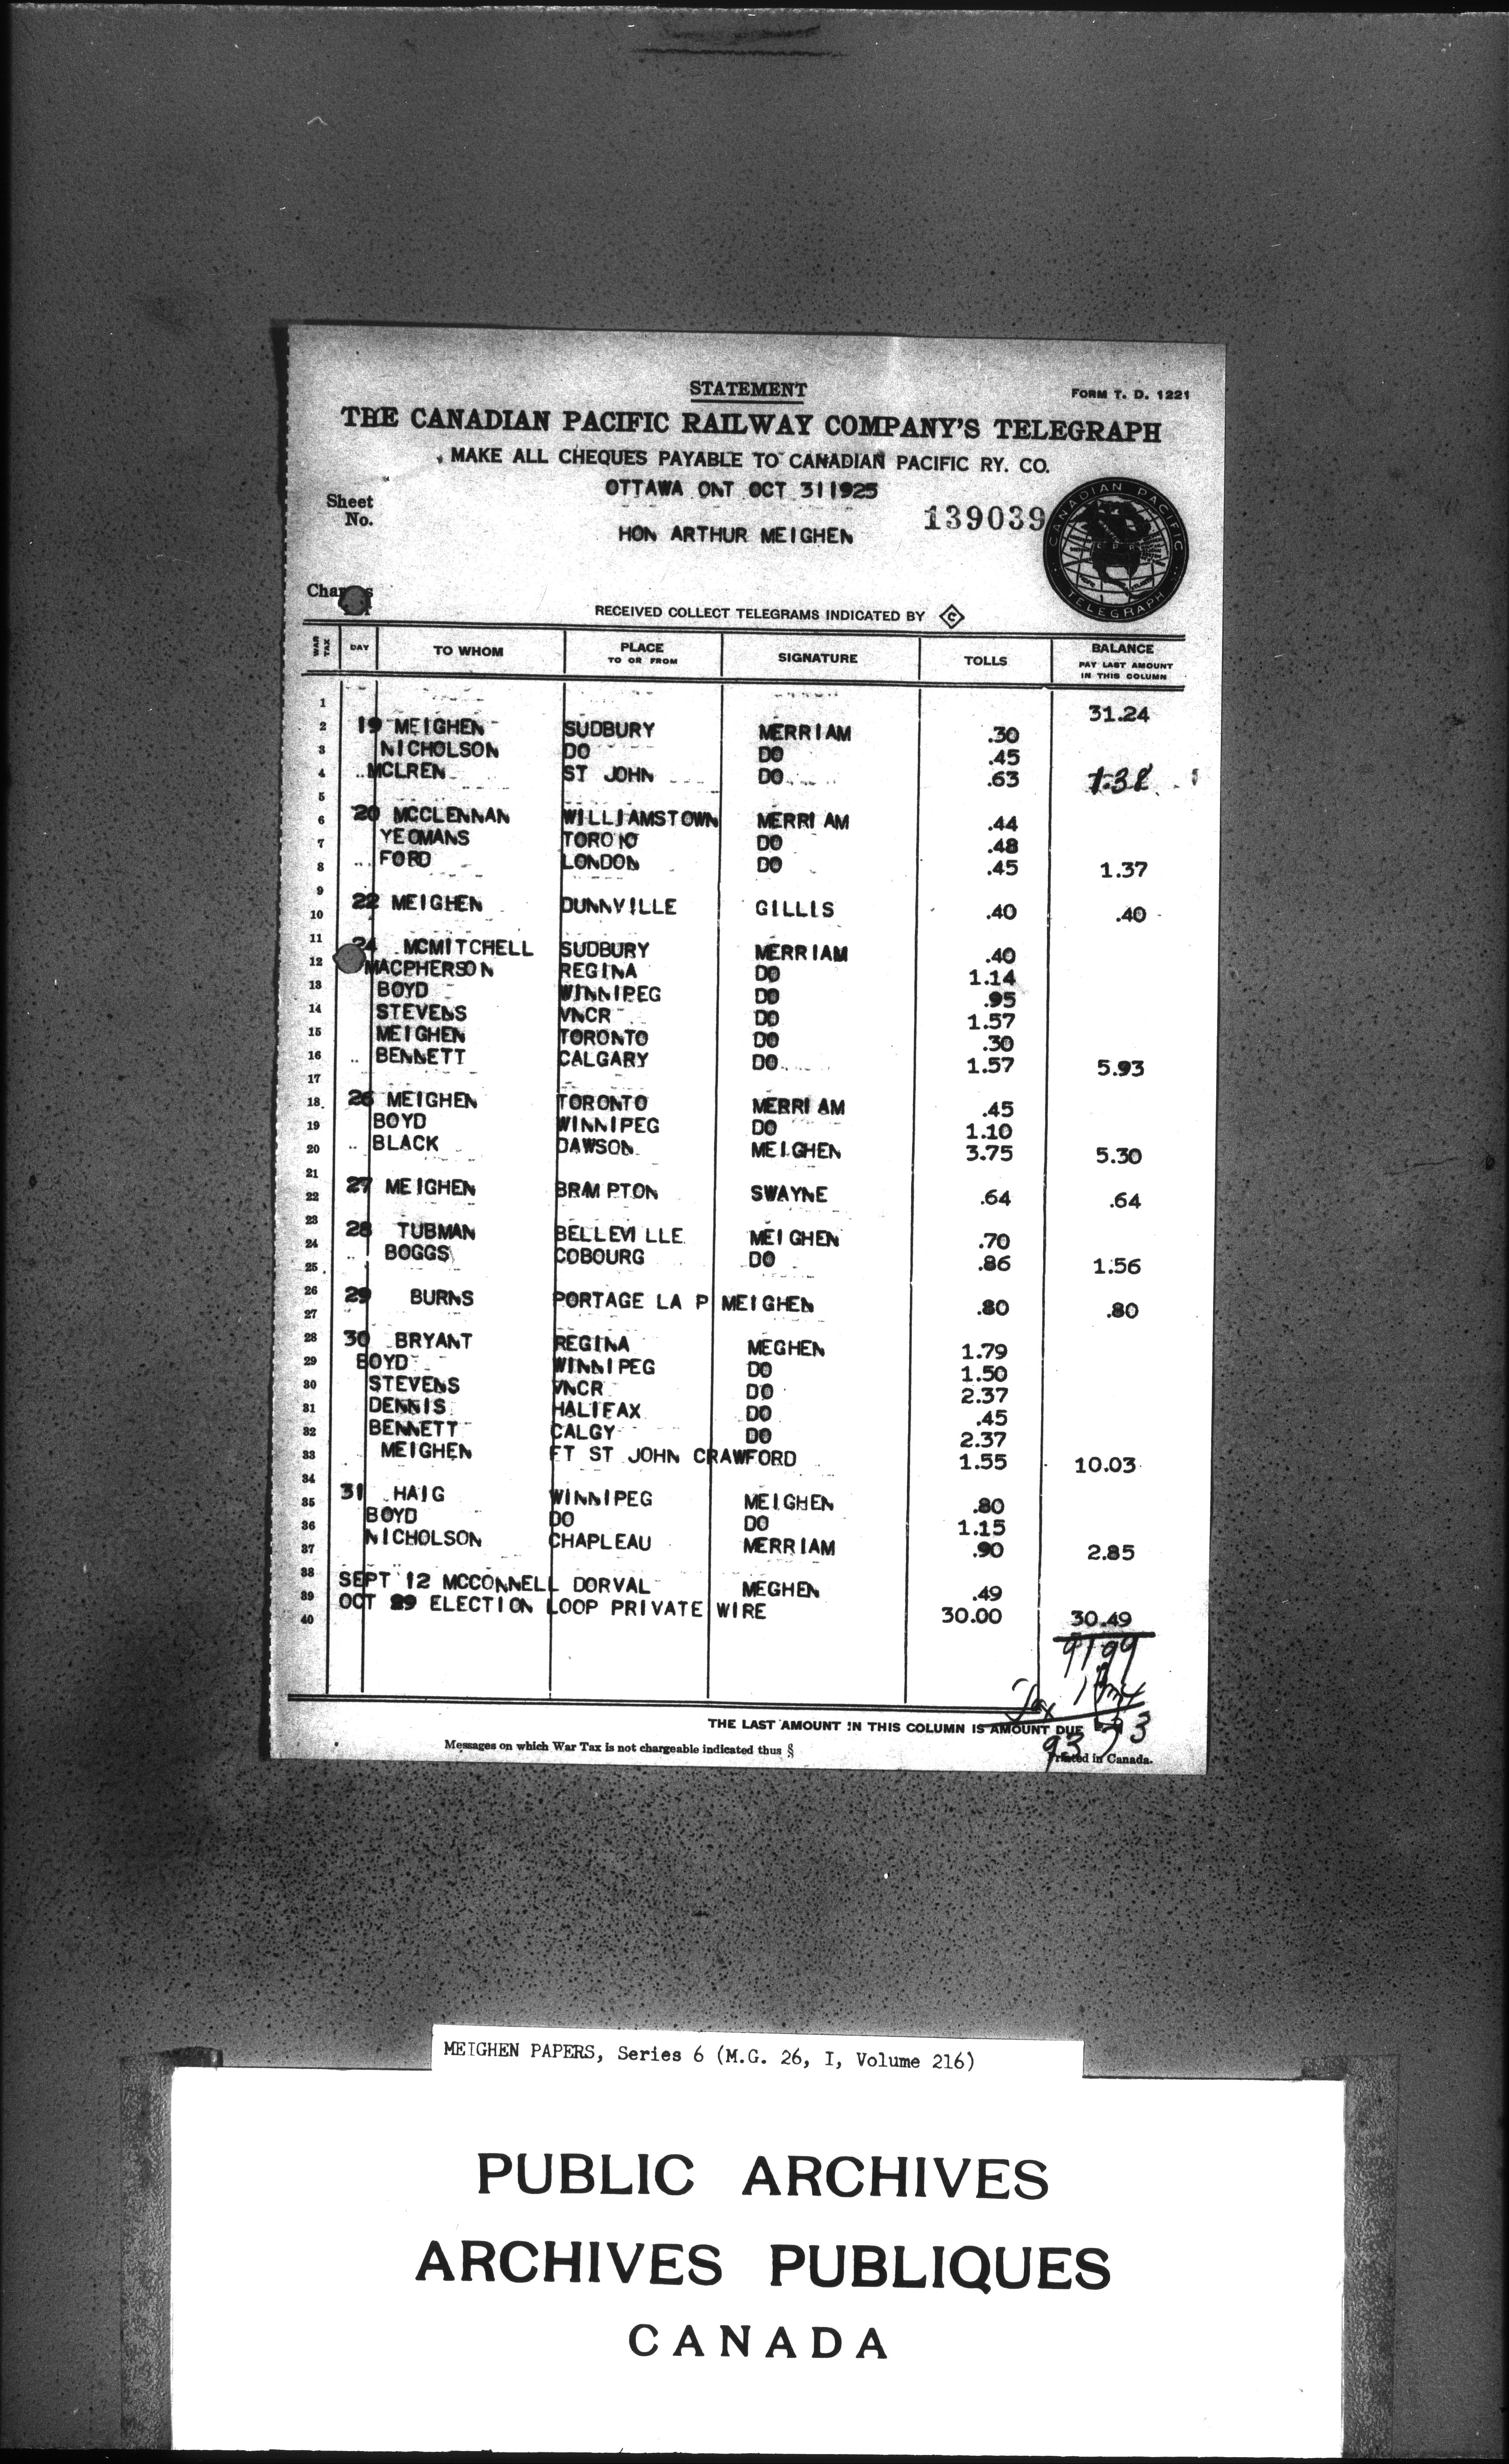 STATEMENT
FORM T. D. 1221
THE CANADIAN PACIFIC RAILWAY COMPANY'S TELEGRAPH
MAKE ALL CHEQUES PAYABLE TO CANADIAN PACIFIC RY. CO.
OTTAWA ONT OCT 31 1925
Sheet No.
139039
HON ARTHUR MEIGHEN
CANADIAN PACIFIC TELEGRAPH
RECEIVED COLLECT TELEGRAMS INDICATED BY C
WAR TAX DAY TO WHOM PLACE TO OR FROM SIGNATURE TOLLS BALANCE PAY LAST AMOUNT IN THIS COLUMN
1 31.24
2 19 MEIGHEN SUDBURY MERRIAM .30
3 NICHOLSON DO DO .45
4 MCLREN ST JOHN DO .63 1.38
5
6 20 MCCLENNAN WILLIAMSTOWN MERRI AM .44
7 YEOMANS TORONO DO .48
8 FORD LONDON DO .45 1.37
9
10 22 MEIGHEN DUNNVILLE GILLIS .40 .40
11 24 MCMITCHELL SUDBURY MERRIAM .40
12 MACPHERSON REGINA DO 1.14
13 BOYD WINNIPEG DO .95
14 STEVENS VNCR DO 1.57
15 MEIGHEN TORONTO DO .30
16 BENNETT CALGARY DO 1.57 5.93
17
18 26 MEIGHEN TORONTO MERRI AM .45
19 BOYD WINNIPEG DO 1.10
20 BLACK DAWSON MEIGHEN 3.75 5.30
21
22 27 MEIGHEN BRAMPTON SWAYNE .64 .64
23
24 28 TUBMAN BELLEVILLE MEIGHEN .70
25 BOGGS COBOURG DO .86 1.56
26
27 29 BURNS PORTAGE LA P MEIGHEN .80 .80
28 30 BRYANT REGINA MEGHEN 1.79
29 BOYD WINNIPEG DO 1.50
30 STEVENS VNCR DO 2.37
31 DENNIS HALIFAX DO .45
32 BENNETT CALGY DO 2.37
33 MEIGHEN FT ST JOHN CRAWFORD 1.55 10.03
34
35 31 HAIG WINNIPEG MEIGHEN .80
36 BOYD DO DO 1.15
37 NICHOLSON CHAPLEAU MERRIAM .90 2.85
38 SEPT 12 MCCONNELL DORVAL MEGHEN .49
39 OCT 29 ELECTION LOOP PRIVATE WIRE 30.00 30.49
40
91 99
Tax
THE LAST AMOUNT IN THIS COLUMN IS AMOUNT DUE
93 73
Messages on which War Tax is not chargeable indicated thus §
Printed in Canada.
MEIGHEN PAPERS, Series 6 (M.G. 26, I, Volume 216)
PUBLIC ARCHIVES
ARCHIVES PUBLIQUES
CANADA